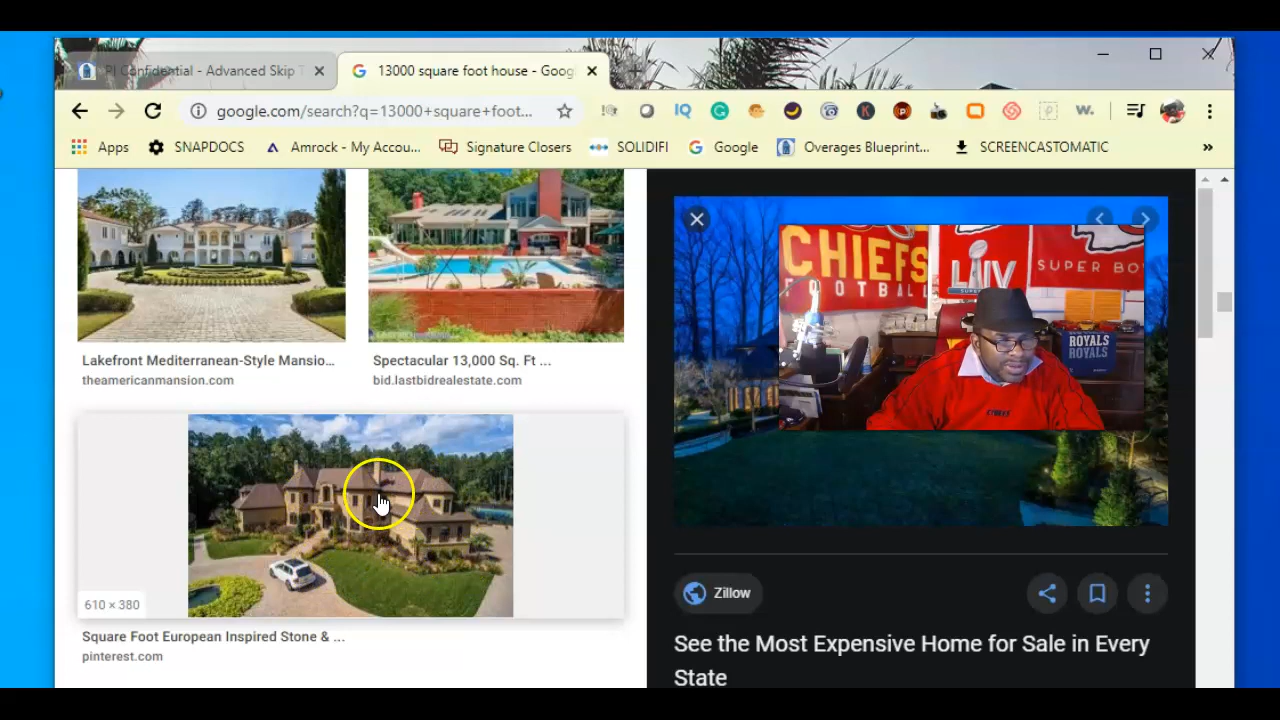 PI Confidential - Advanced Skip T
13000 square foot house - Goog
google.com/search?q=13000+square+foot...
Apps
SNAPDOCS
Amrock - My Accou...
Signature Closers
SOLIDIFI
Google
Overages Blueprint...
SCREENCASTOMATIC
»
Lakefront Mediterranean-Style Mansio...
theamericanmansion.com
Spectacular 13,000 Sq. Ft ...
bid.lastbidrealestate.com
610 × 380
Square Foot European Inspired Stone & ...
pinterest.com
CHIEFS
FOOTBALL
LIV
SUPER BO
ROYALS
ROYALS
Zillow
See the Most Expensive Home for Sale in Every
State